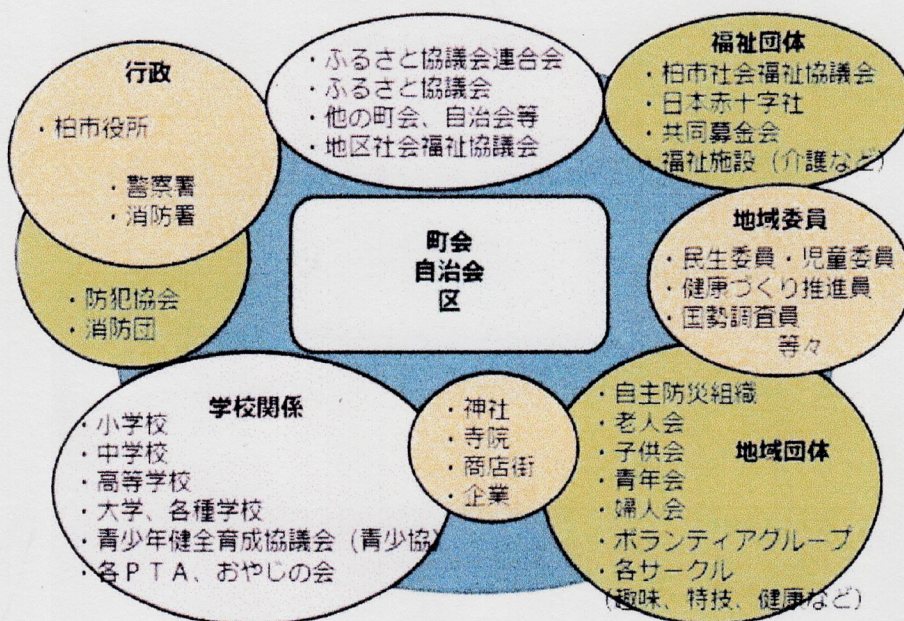 行政
・柏市役所
・警察署
・消防署
・防犯協会
・消防団
・ふるさと協議会連合会
・ふるさと協議会
・他の町会、自治会等
・地区社会福祉協議会
福祉団体
・柏市社会福祉協議会
・日本赤十字社
・共同募金会
・福祉施設（介護など）
町会
自治会
区
地域委員
・民生委員・児童委員
・健康づくり推進員
・国勢調査員
等々
学校関係
・小学校
・中学校
・高等学校
・大学、各種学校
・青少年健全育成協議会（青少協）
・各ＰＴＡ、おやじの会
・神社
・寺院
・商店街
・企業
地域団体
・自主防災組織
・老人会
・子供会
・青年会
・婦人会
・ボランティアグループ
・各サークル
（趣味、特技、健康など）